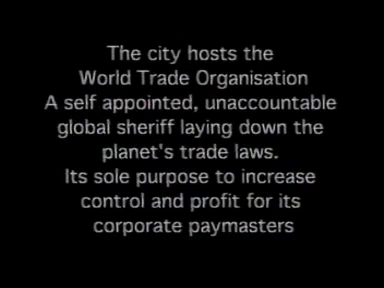 The city hosts the
World Trade Organisation
A self appointed, unaccountable
global sheriff laying down the
planet's trade laws.
Its sole purpose to increase
control and profit for its
corporate paymasters